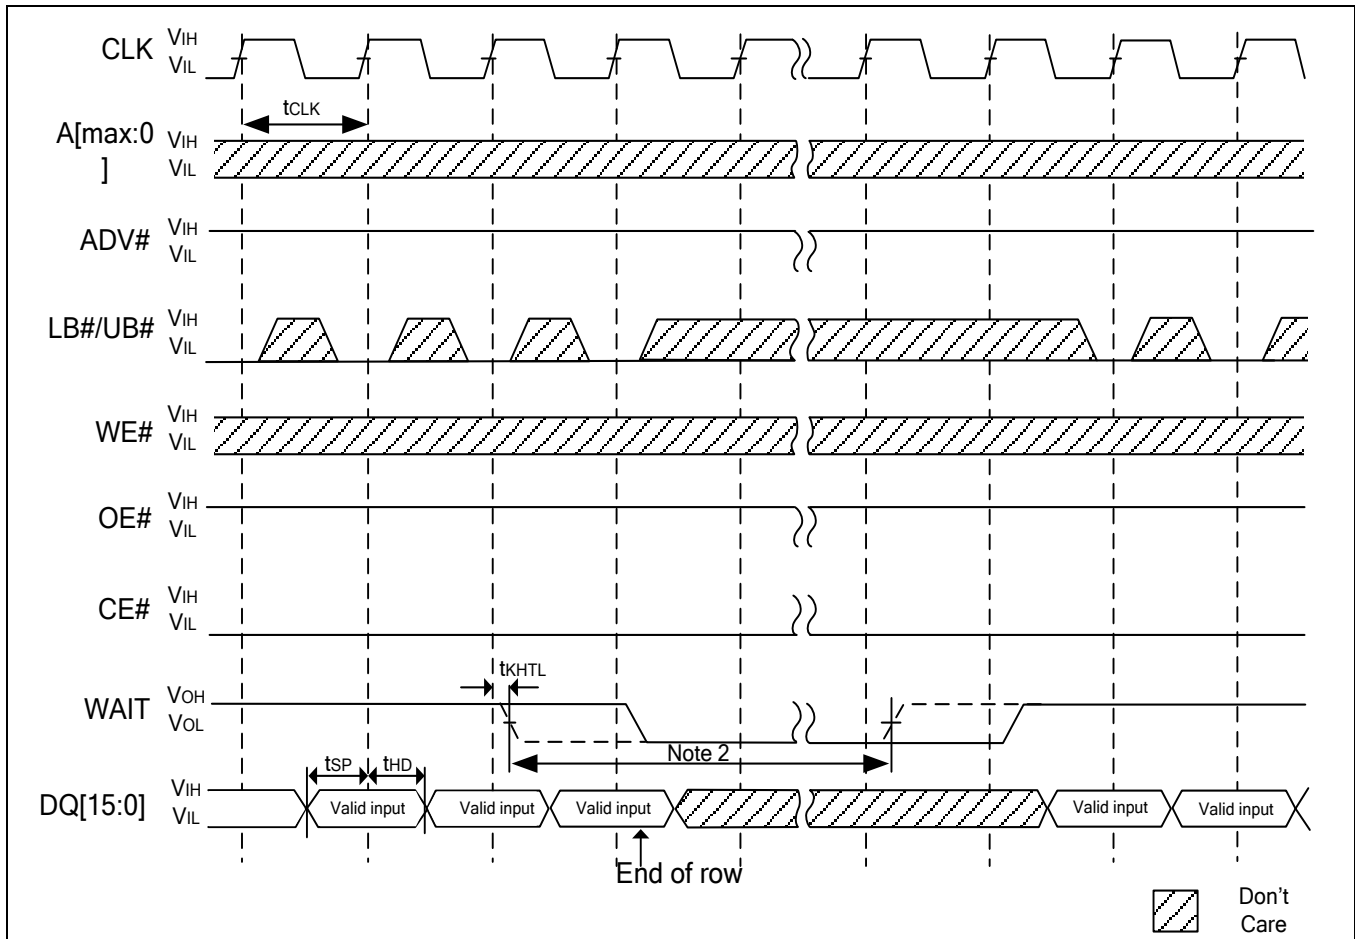 CLK VIH
VIL
tCLK
A[max:0
] VIH
VIL
ADV# VIH
VIL
LB#/UB# VIH
VIL
WE# VIH
VIL
OE# VIH
VIL
CE# VIH
VIL
tKHTL
WAIT VOH
VOL
Note 2
tSP tHD
DQ[15:0] VIH
VIL
Valid input Valid input Valid input Valid input Valid input
End of row
Don't
Care